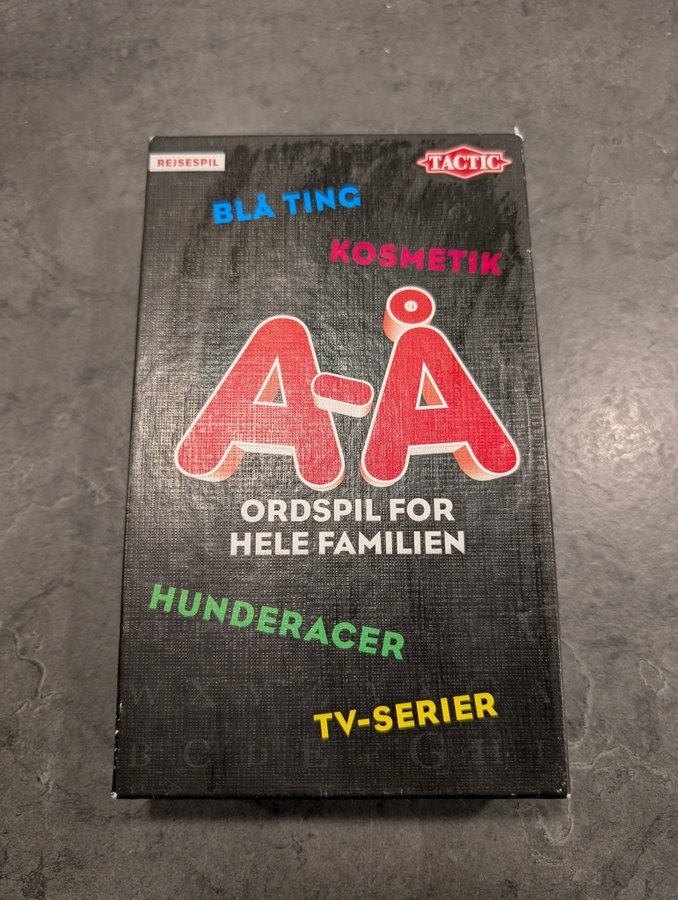 REJSESPIL
TACTIC
BLÅ TING
KOSMETIK
A-Å
ORDSPIL FOR
HELE FAMILIEN
HUNDERACER
TV-SERIER